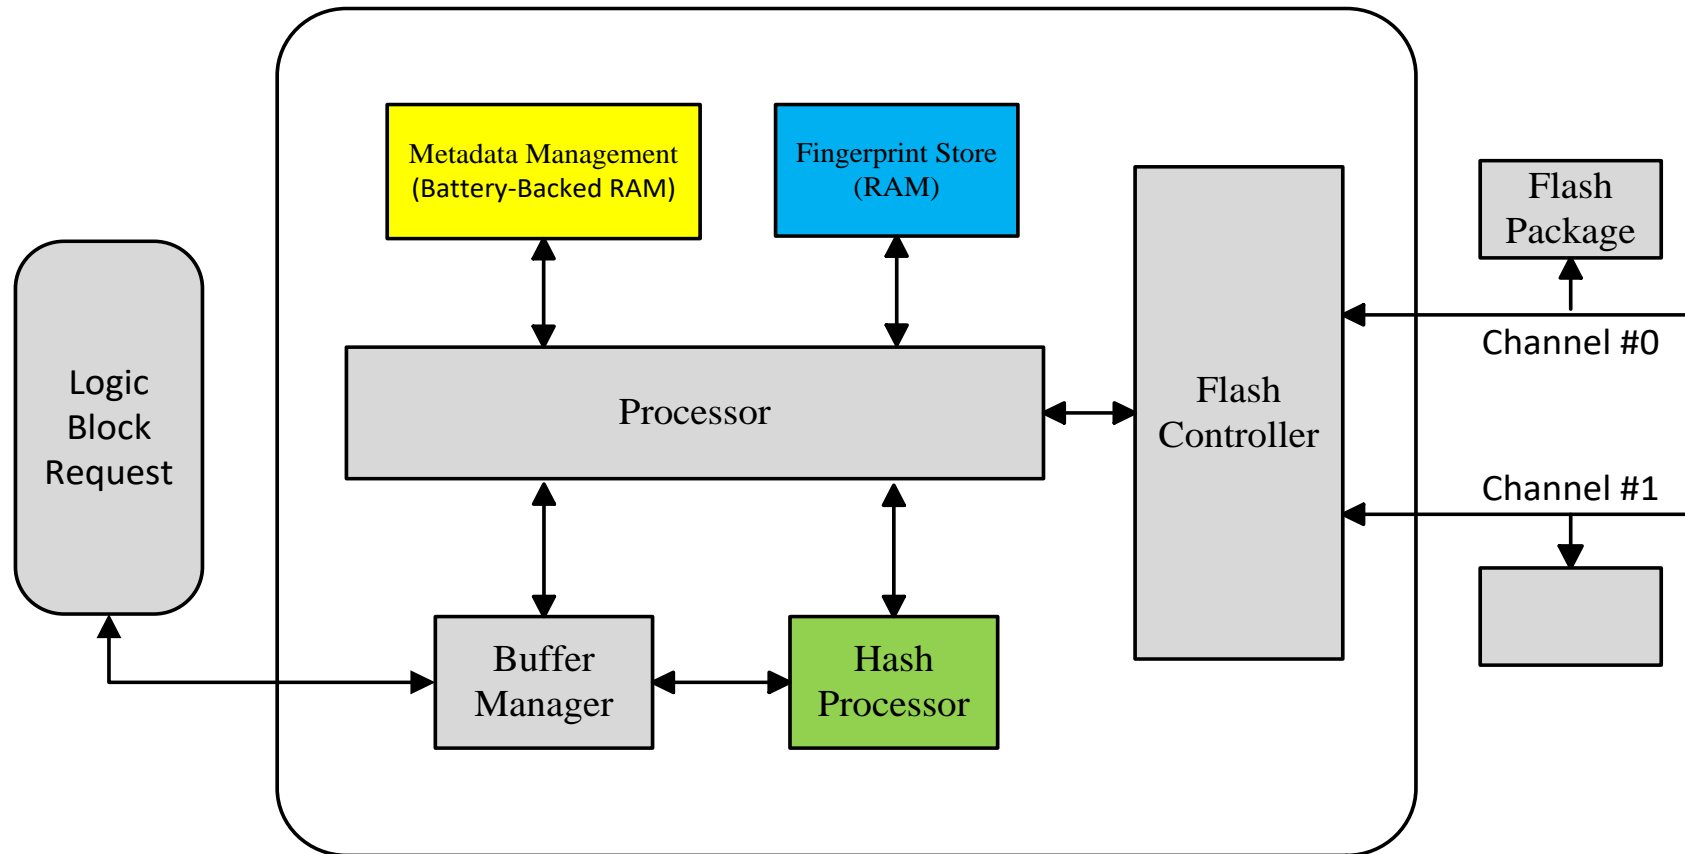 Metadata Management
(Battery-Backed RAM)
Fingerprint Store
(RAM)
Flash
Package
Channel #0
Logic
Block
Request
Processor
Flash
Controller
Channel #1
Buffer
Manager
Hash
Processor